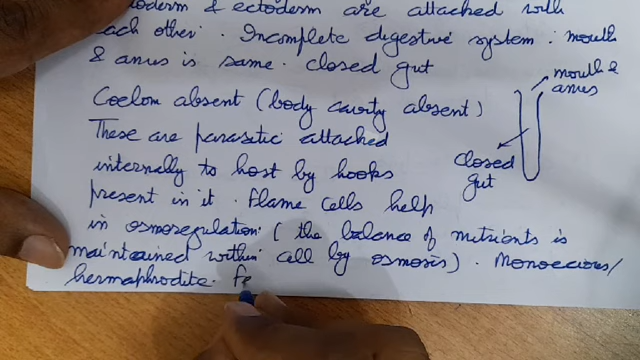 oderm & ectoderm are attached with
each other. Incomplete digestive system. mouth
& anus is same. closed gut
mouth &
anus
Coelom absent (body cavity absent)
These are parasetic attached
internally to host by hooks
closed
gut
present in it. Flame cells help
in osmoregulation. ( the balance of nutrients is
maintained within cell by osmosis). Monoecious/
hermaphrodite. fe